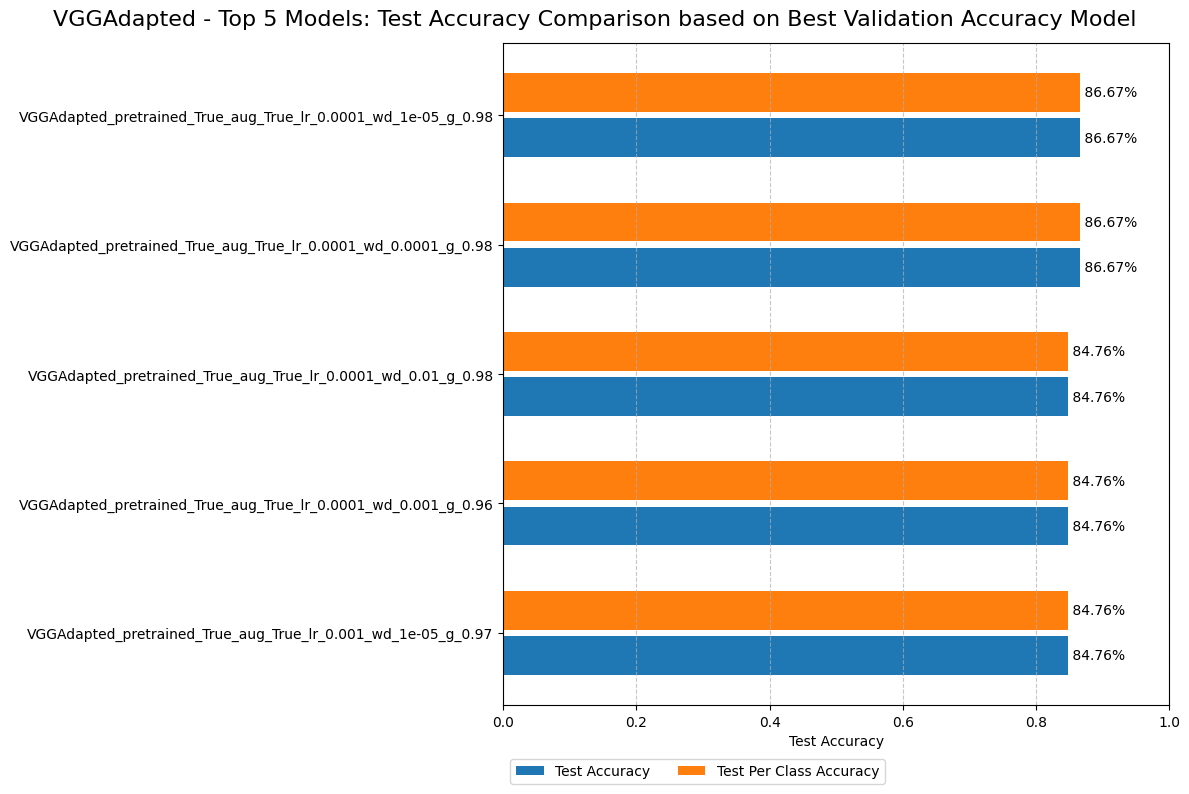 VGGAdapted - Top 5 Models: Test Accuracy Comparison based on Best Validation Accuracy Model
VGGAdapted_pretrained_True_aug_True_lr_0.0001_wd_1e-05_g_0.98
86.67%
86.67%
VGGAdapted_pretrained_True_aug_True_lr_0.0001_wd_0.0001_g_0.98
86.67%
86.67%
VGGAdapted_pretrained_True_aug_True_lr_0.0001_wd_0.01_g_0.98
84.76%
84.76%
VGGAdapted_pretrained_True_aug_True_lr_0.0001_wd_0.001_g_0.96
84.76%
84.76%
VGGAdapted_pretrained_True_aug_True_lr_0.001_wd_1e-05_g_0.97
84.76%
84.76%
0.0 0.2 0.4 0.6 0.8 1.0
Test Accuracy
Test Accuracy Test Per Class Accuracy